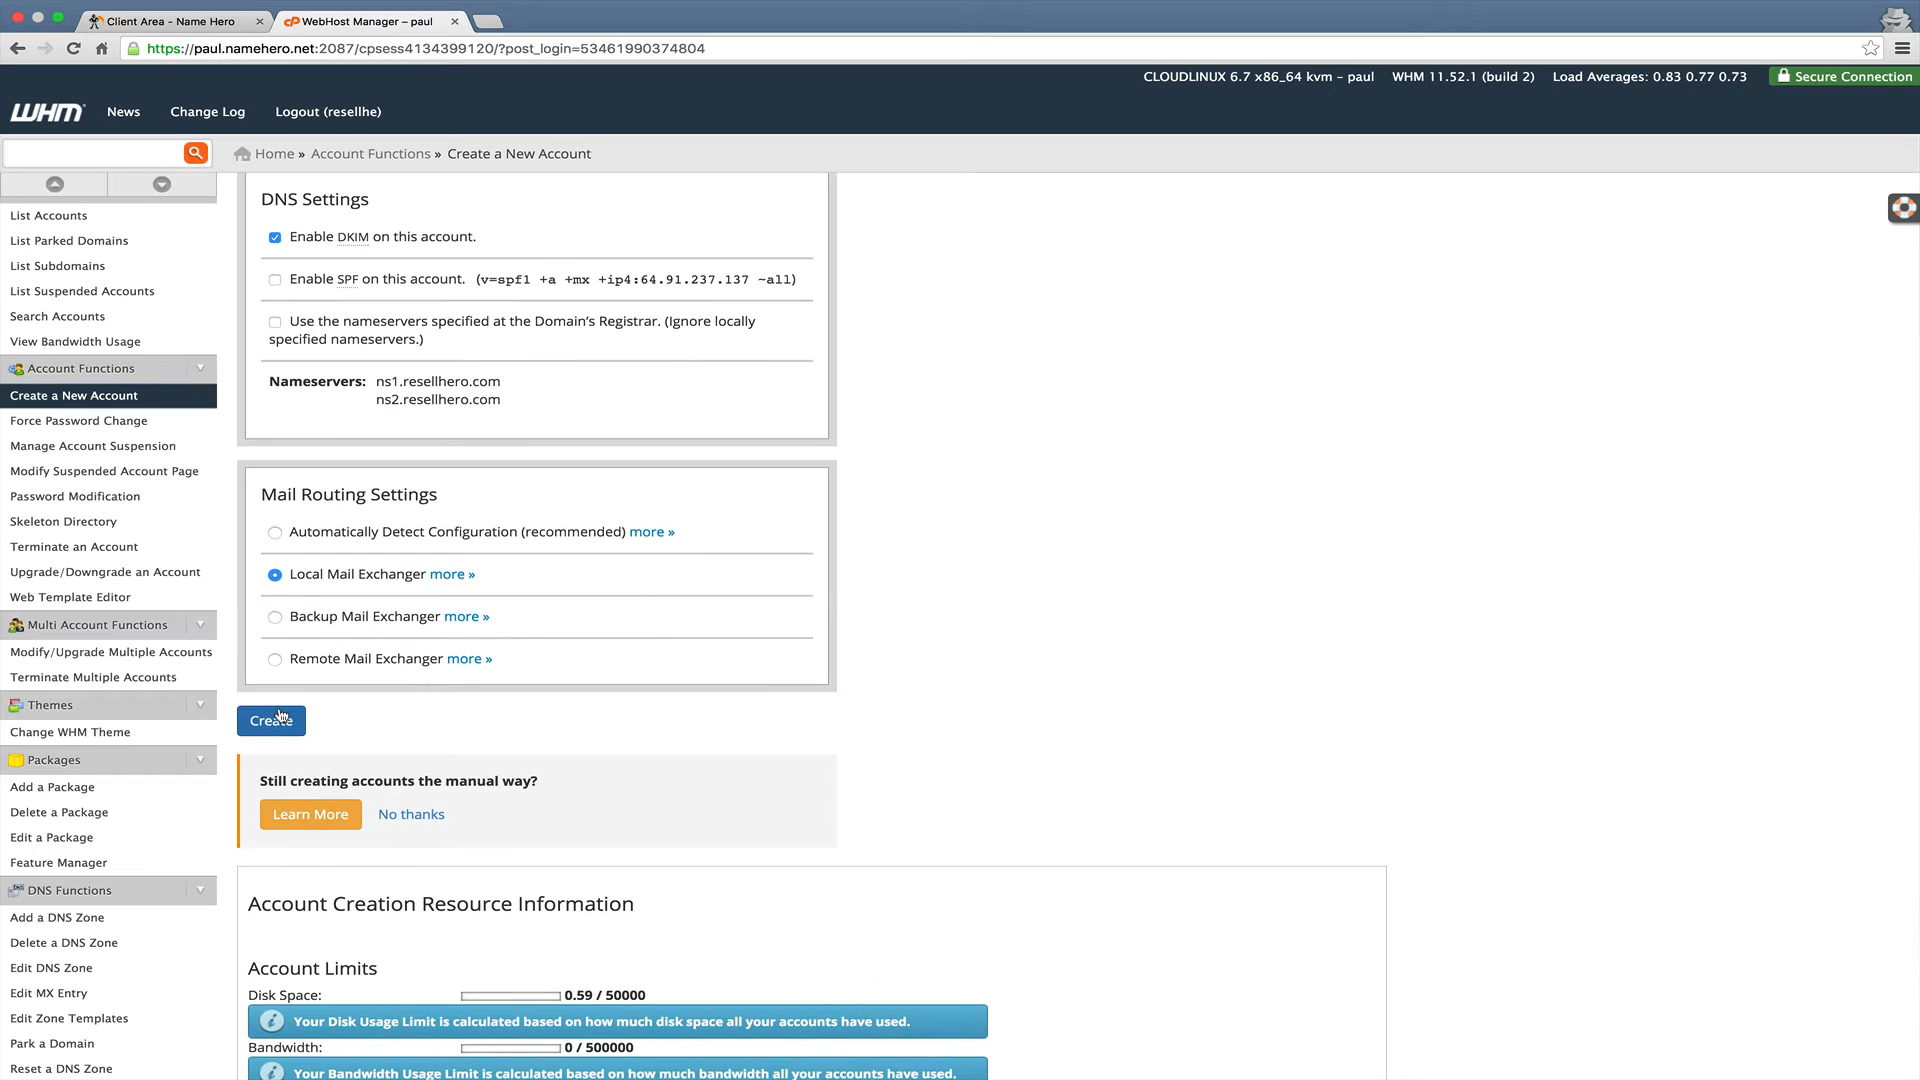 Client Area - Name Hero
WebHost Manager – paul
https://paul.namehero.net:2087/cpsess4134399120/?post_login=53461990374804
CLOUDLINUX 6.7 x86_64 kvm – paul WHM 11.52.1 (build 2) Load Averages: 0.83 0.77 0.73 Secure Connection
WHM News Change Log Logout (resellhe)
Home » Account Functions » Create a New Account
List Accounts
List Parked Domains
List Subdomains
List Suspended Accounts
Search Accounts
View Bandwidth Usage
Account Functions
Create a New Account
Force Password Change
Manage Account Suspension
Modify Suspended Account Page
Password Modification
Skeleton Directory
Terminate an Account
Upgrade/Downgrade an Account
Web Template Editor
Multi Account Functions
Modify/Upgrade Multiple Accounts
Terminate Multiple Accounts
Themes
Change WHM Theme
Packages
Add a Package
Delete a Package
Edit a Package
Feature Manager
DNS Functions
Add a DNS Zone
Delete a DNS Zone
Edit DNS Zone
Edit MX Entry
Edit Zone Templates
Park a Domain
Reset a DNS Zone
DNS Settings
Enable DKIM on this account.
Enable SPF on this account. (v=spf1 +a +mx +ip4:64.91.237.137 ~all)
Use the nameservers specified at the Domain’s Registrar. (Ignore locally
specified nameservers.)
Nameservers: ns1.resellhero.com
ns2.resellhero.com
Mail Routing Settings
Automatically Detect Configuration (recommended) more »
Local Mail Exchanger more »
Backup Mail Exchanger more »
Remote Mail Exchanger more »
Create
Still creating accounts the manual way?
Learn More No thanks
Account Creation Resource Information
Account Limits
Disk Space: 0.59 / 50000
Your Disk Usage Limit is calculated based on how much disk space all your accounts have used.
Bandwidth: 0 / 500000
Your Bandwidth Usage Limit is calculated based on how much bandwidth all your accounts have used.